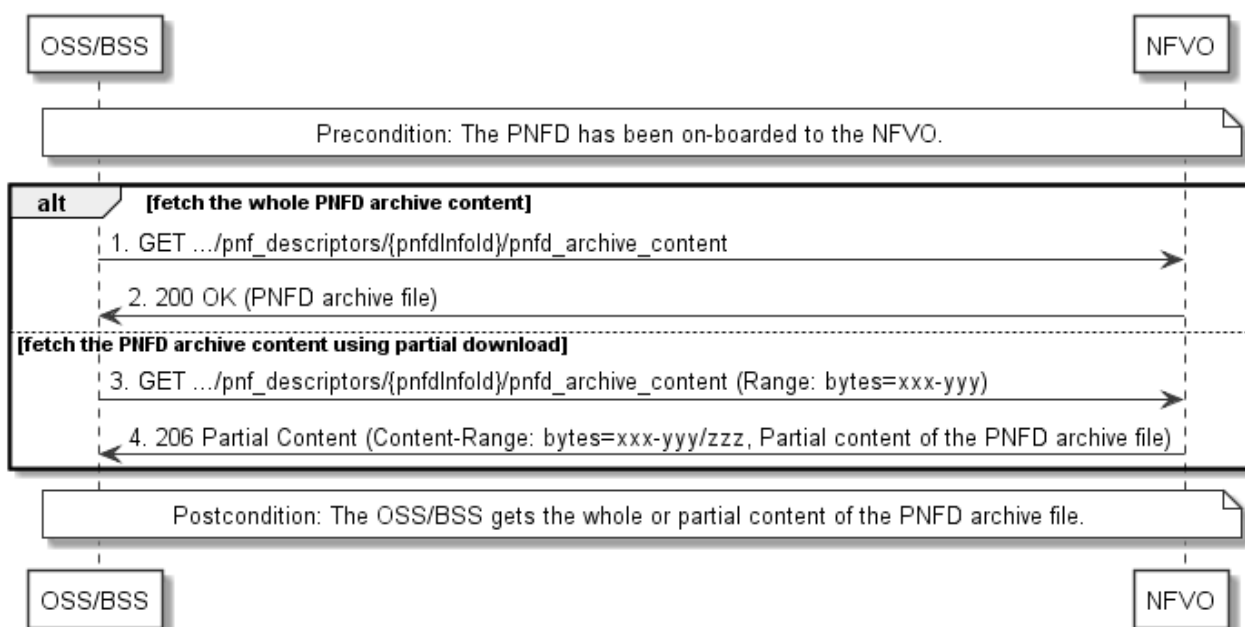 OSS/BSS
NFVO
Precondition: The PNFD has been on-boarded to the NFVO.
alt
[fetch the whole PNFD archive content]
1. GET .../pnf_descriptors/{pnfdInfoId}/pnfd_archive_content
2. 200 OK (PNFD archive file)
[fetch the PNFD archive content using partial download]
3. GET .../pnf_descriptors/{pnfdInfoId}/pnfd_archive_content (Range: bytes=xxx-yyy)
4. 206 Partial Content (Content-Range: bytes=xxx-yyy/zzz, Partial content of the PNFD archive file)
Postcondition: The OSS/BSS gets the whole or partial content of the PNFD archive file.
OSS/BSS
NFVO